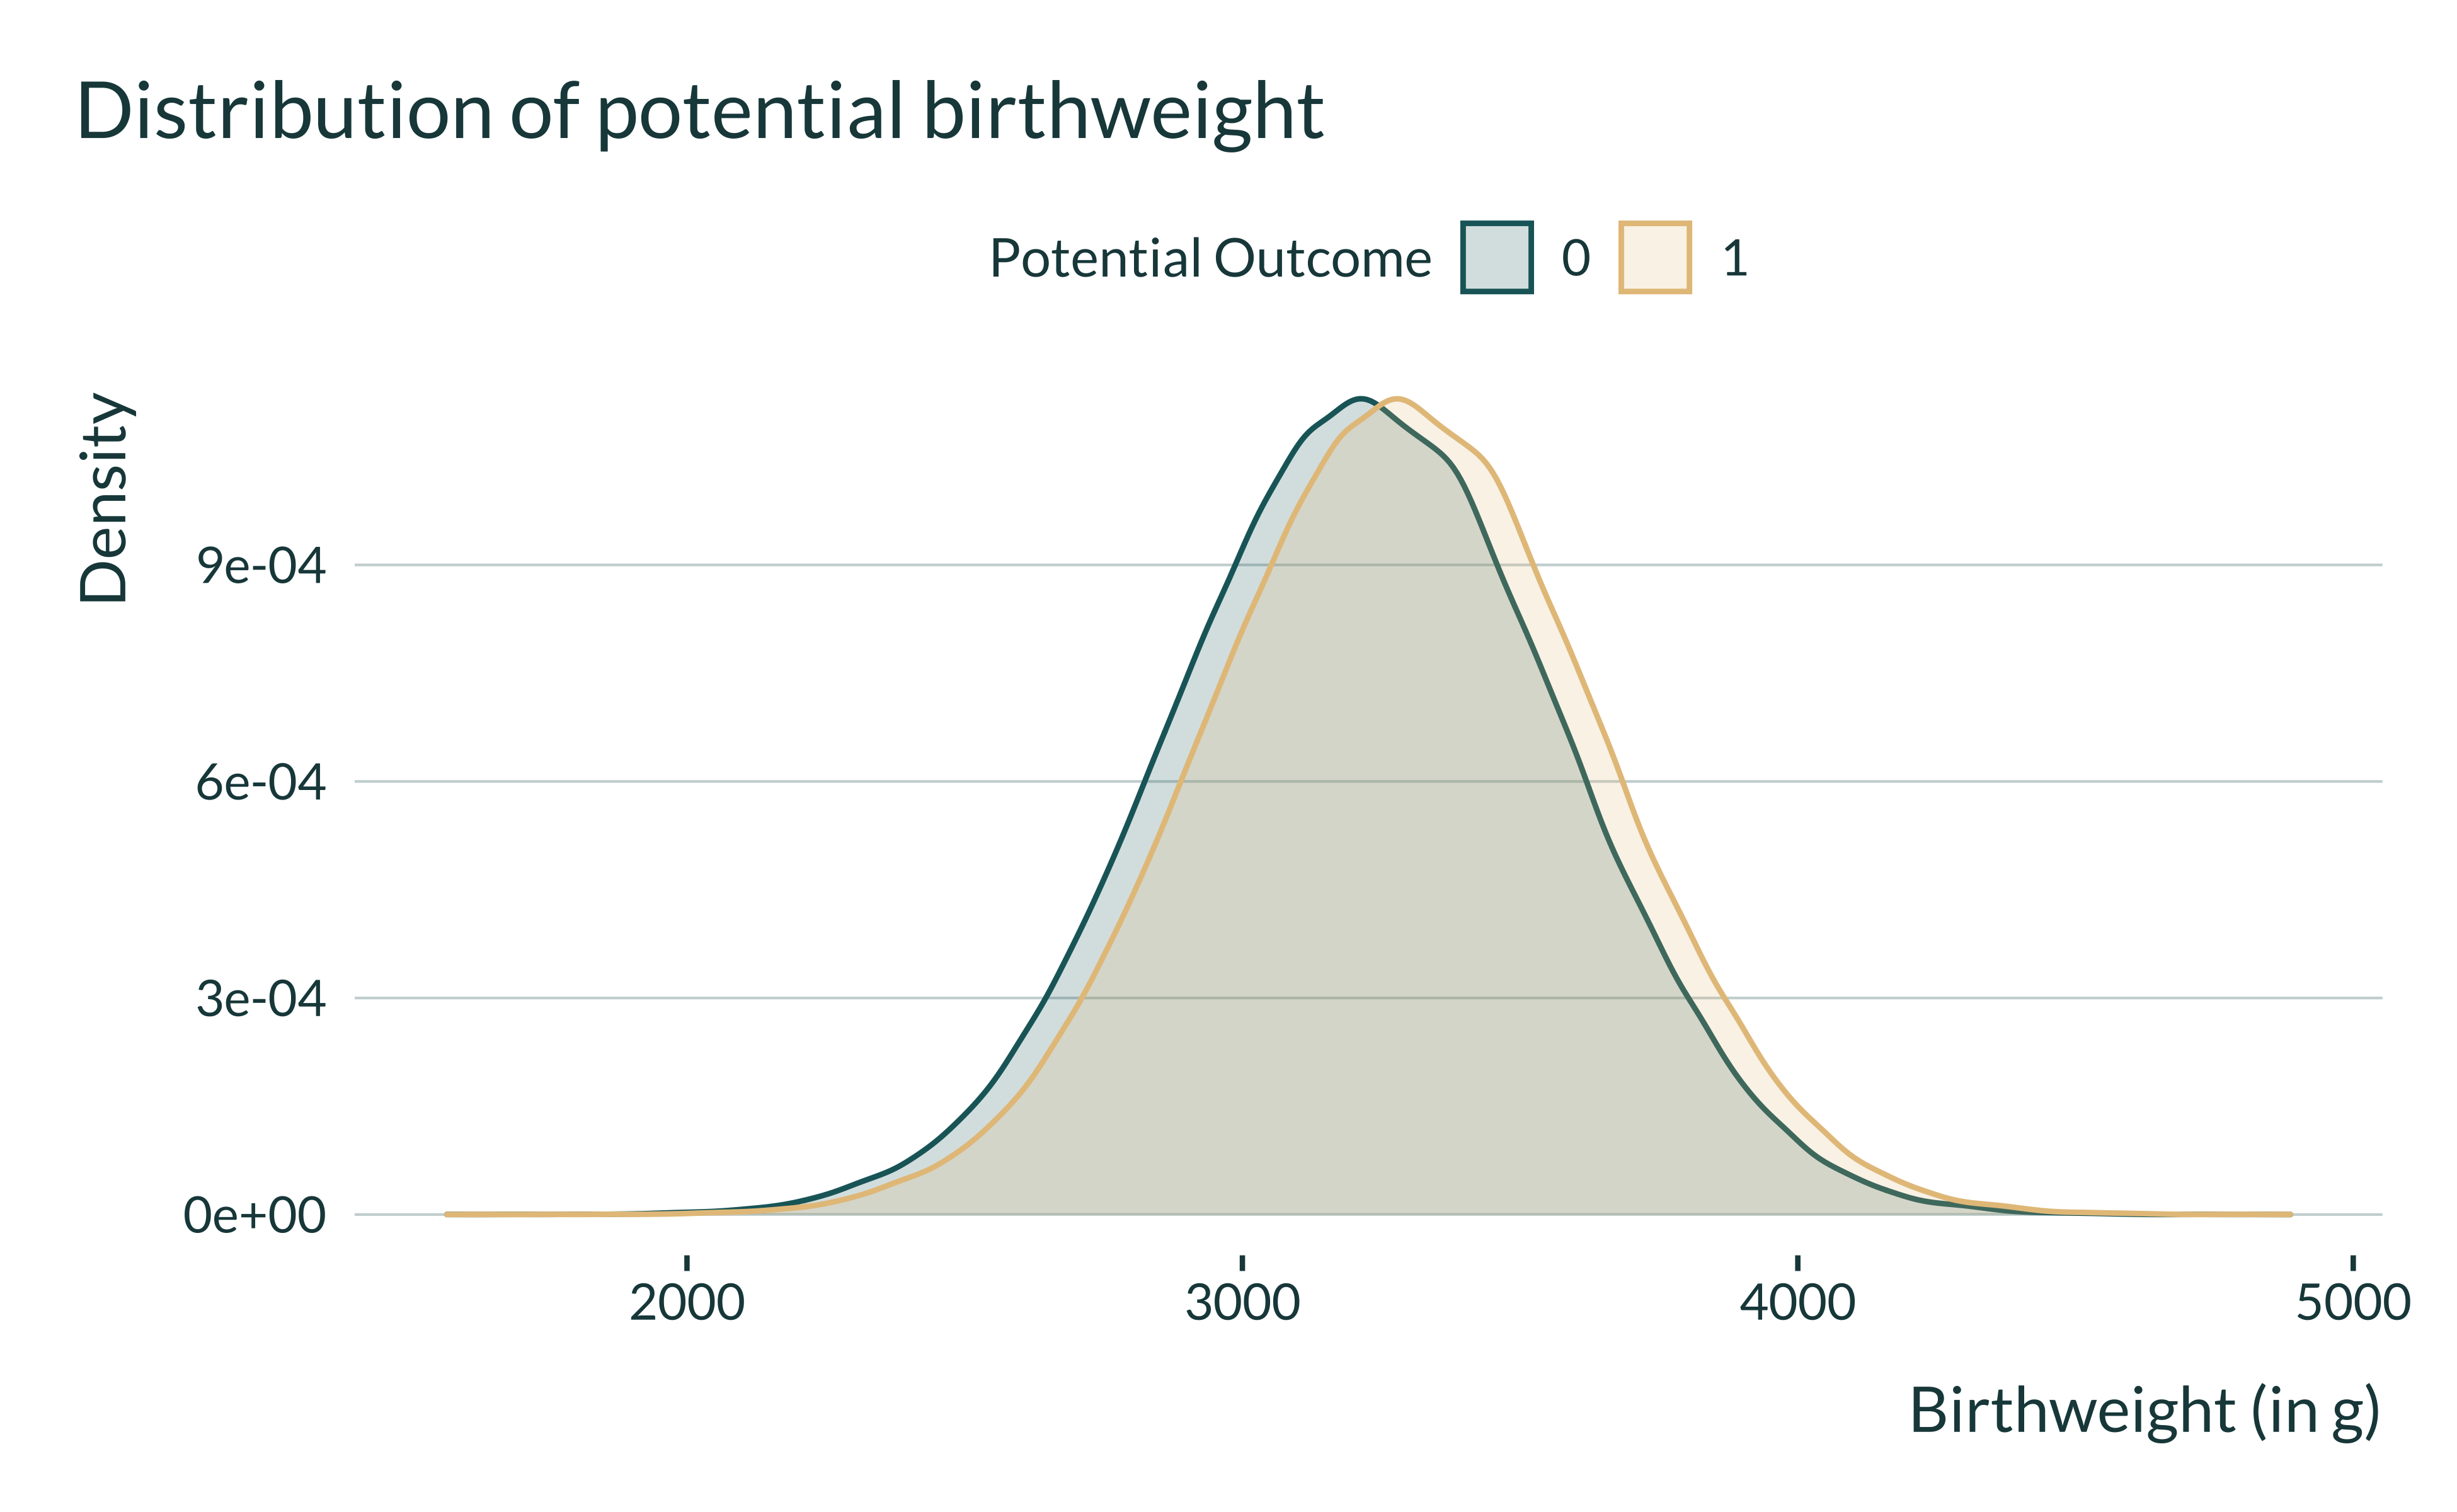 Distribution of potential birthweight
Potential Outcome 0 1
Density
9e-04
6e-04
3e-04
0e+00
2000 3000 4000 5000
Birthweight (in g)